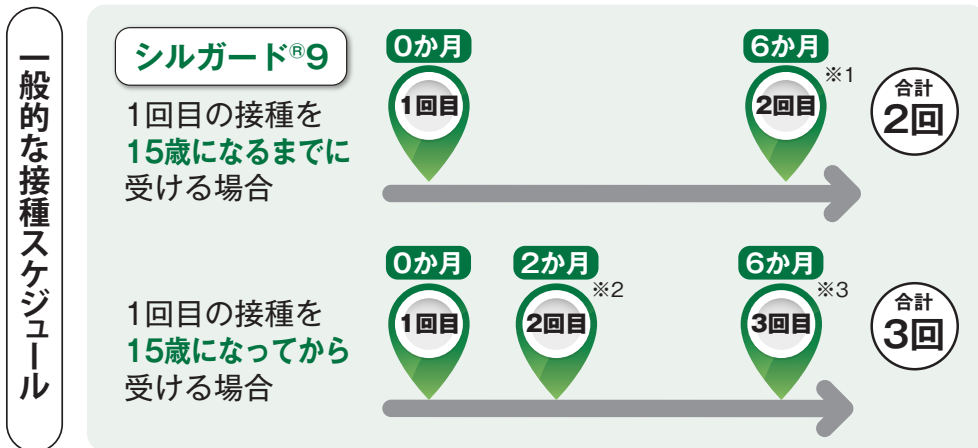 一般的な接種スケジュール
シルガード®9
1回目の接種を
15歳になるまでに
受ける場合
0か月
1回目
6か月
※1
2回目
合計
2回
1回目の接種を
15歳になってから
受ける場合
0か月
1回目
2か月
※2
2回目
6か月
※3
3回目
合計
3回